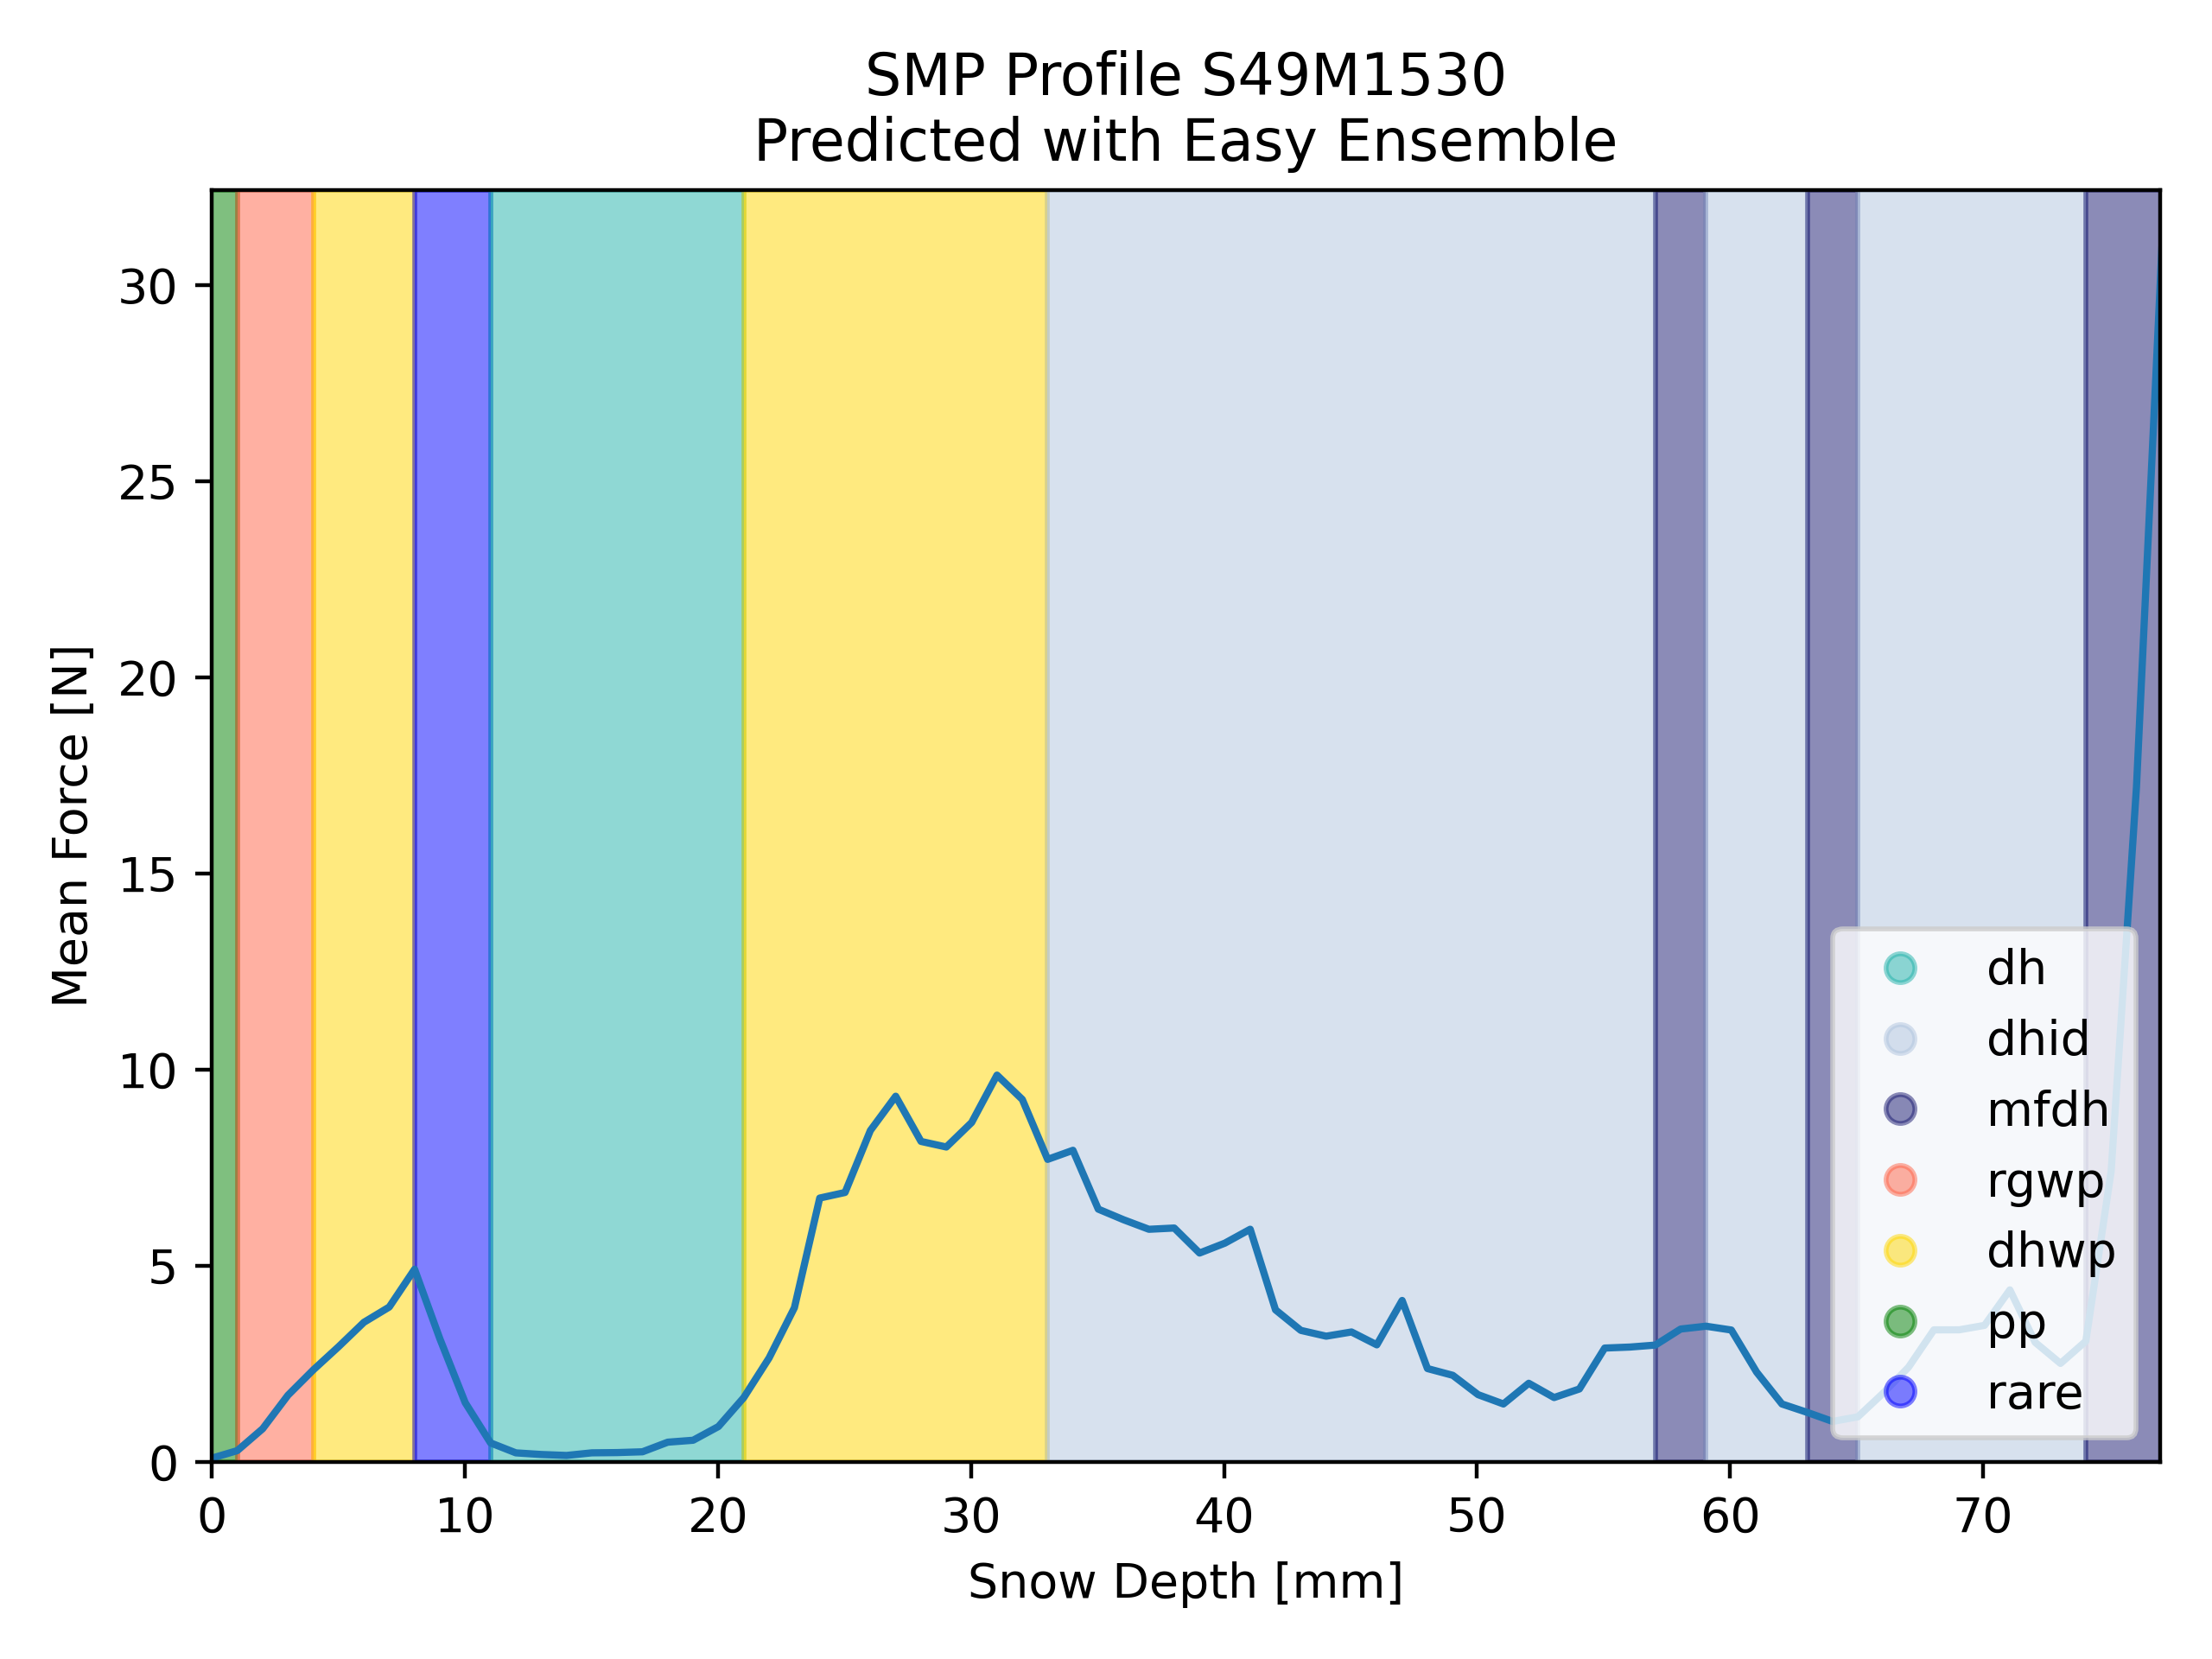 SMP Profile S49M1530
Predicted with Easy Ensemble
Mean Force [N]
30
25
20
15
10
5
0
dh
dhid
mfdh
rgwp
dhwp
pp
rare
0 10 20 30 40 50 60 70
Snow Depth [mm]